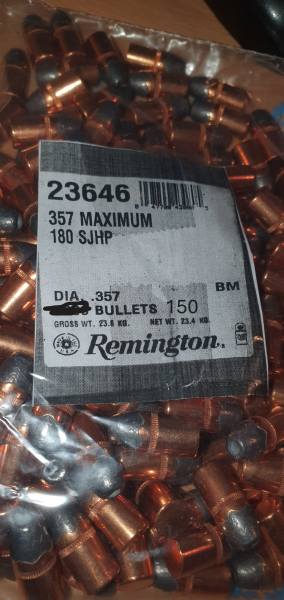 23646
357 MAXIMUM
180 SJHP
DIA. .357
BM
BULLETS 150
GROSS WT. 23.8 KG. NET WT. 23.4 KG.
Remington